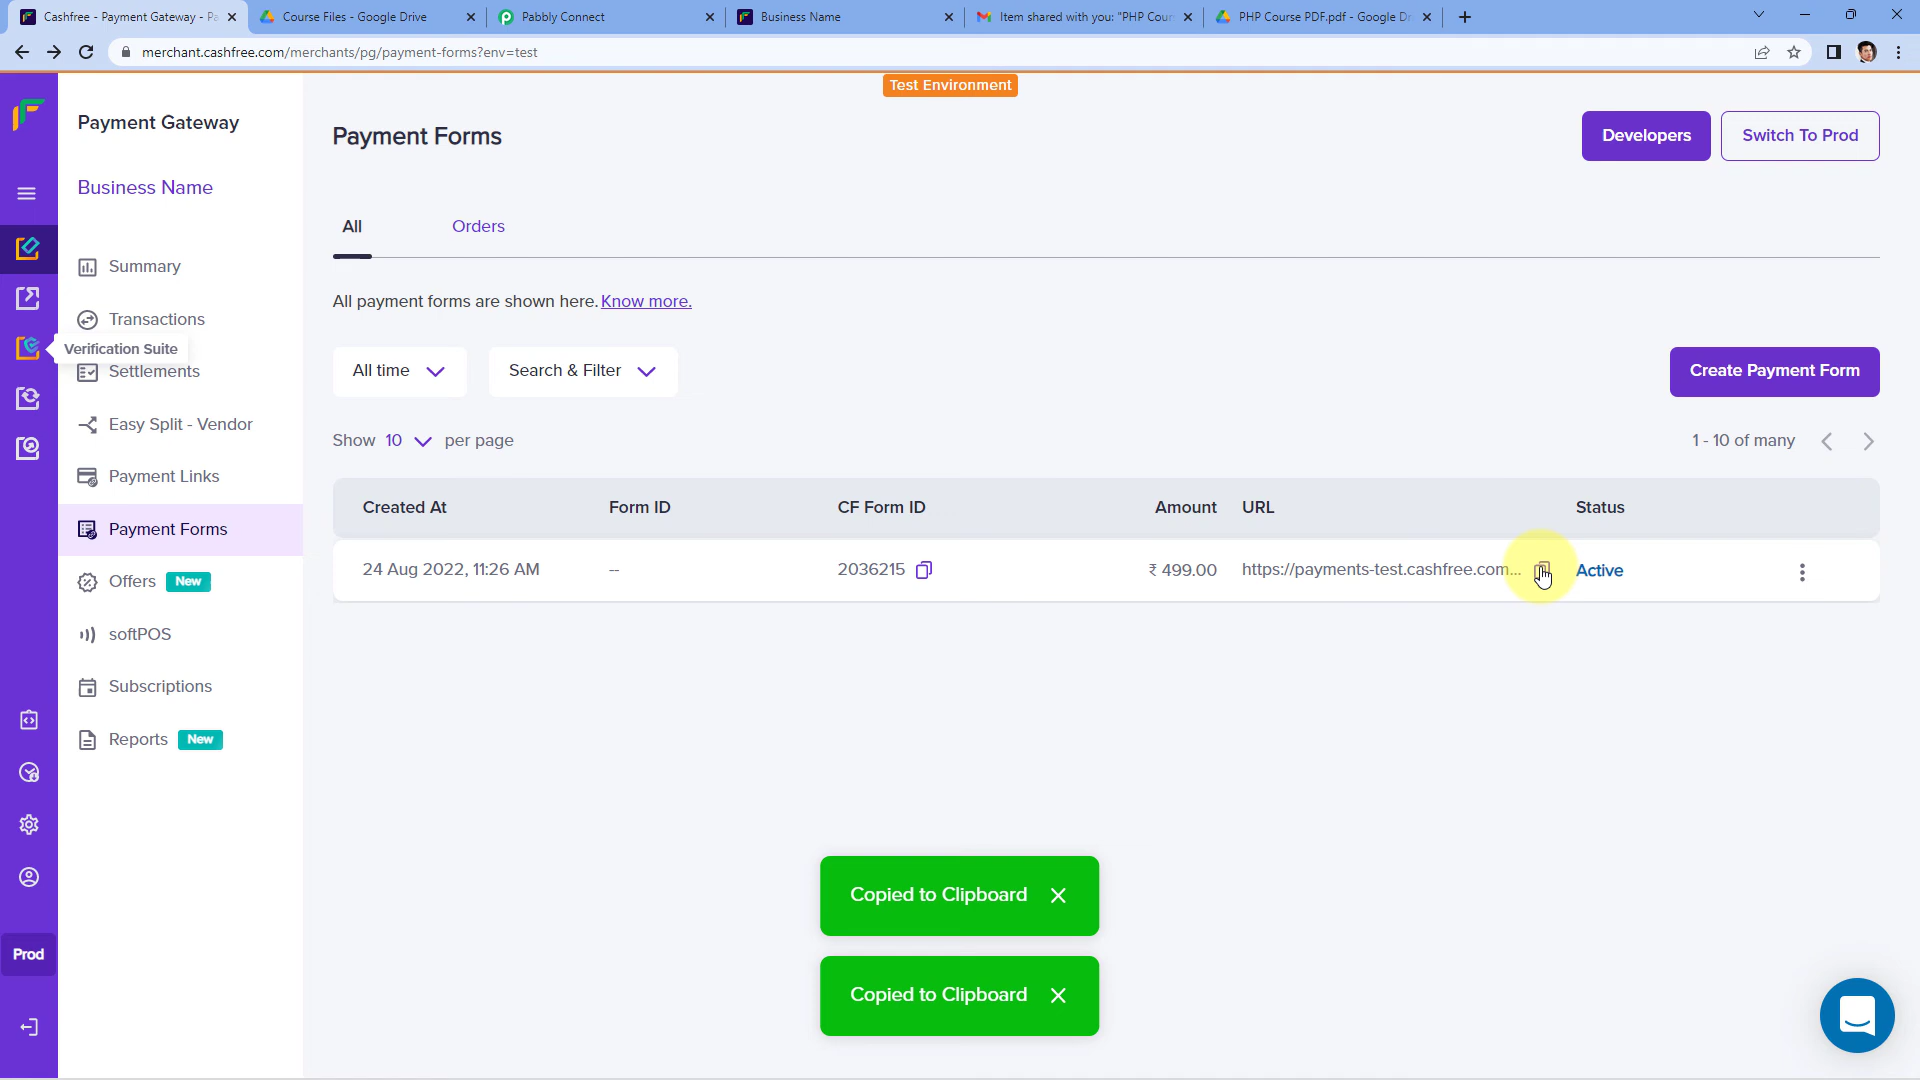 Cashfree - Payment Gateway - Pa
Course Files - Google Drive
Pabbly Connect
Business Name
Item shared with you: "PHP Cour
PHP Course PDF.pdf - Google Dr
merchant.cashfree.com/merchants/pg/payment-forms?env=test
Test Environment
Payment Gateway
Payment Forms
Developers
Switch To Prod
Business Name
All
Orders
Summary
All payment forms are shown here. Know more.
Transactions
Verification Suite
Settlements
All time
Search & Filter
Create Payment Form
Easy Split - Vendor
Show 10 per page
1 - 10 of many
Payment Links
Created At
Form ID
CF Form ID
Amount
URL
Status
Payment Forms
24 Aug 2022, 11:26 AM
--
2036215
₹ 499.00
https://payments-test.cashfree.com...
Active
Offers New
softPOS
Subscriptions
Reports New
Copied to Clipboard
Prod
Copied to Clipboard